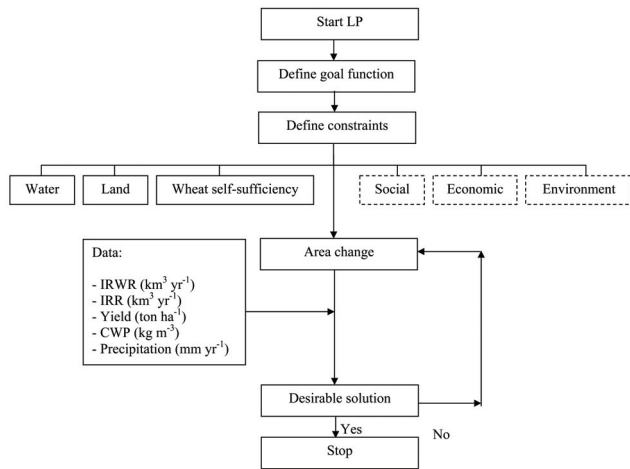 Start LP
Define goal function
Define constraints
Water
Land
Wheat self-sufficiency
Social
Economic
Environment
Area change
Data:
- IRWR (km³ yr⁻¹)
- IRR (km³ yr⁻¹)
- Yield (ton ha⁻¹)
- CWP (kg m⁻³)
- Precipitation (mm yr⁻¹)
Desirable solution
Yes
No
Stop